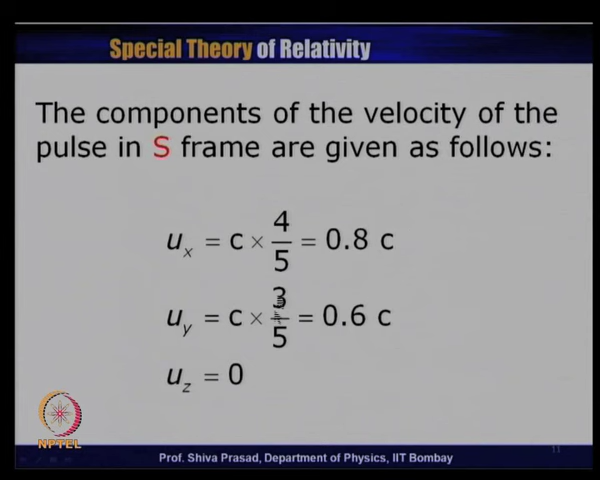 Special Theory of Relativity
The components of the velocity of the
pulse in S frame are given as follows:
u_x = c × 4/5 = 0.8 c
u_y = c × 3/5 = 0.6 c
u_z = 0
NPTEL
Prof. Shiva Prasad, Department of Physics, IIT Bombay
11